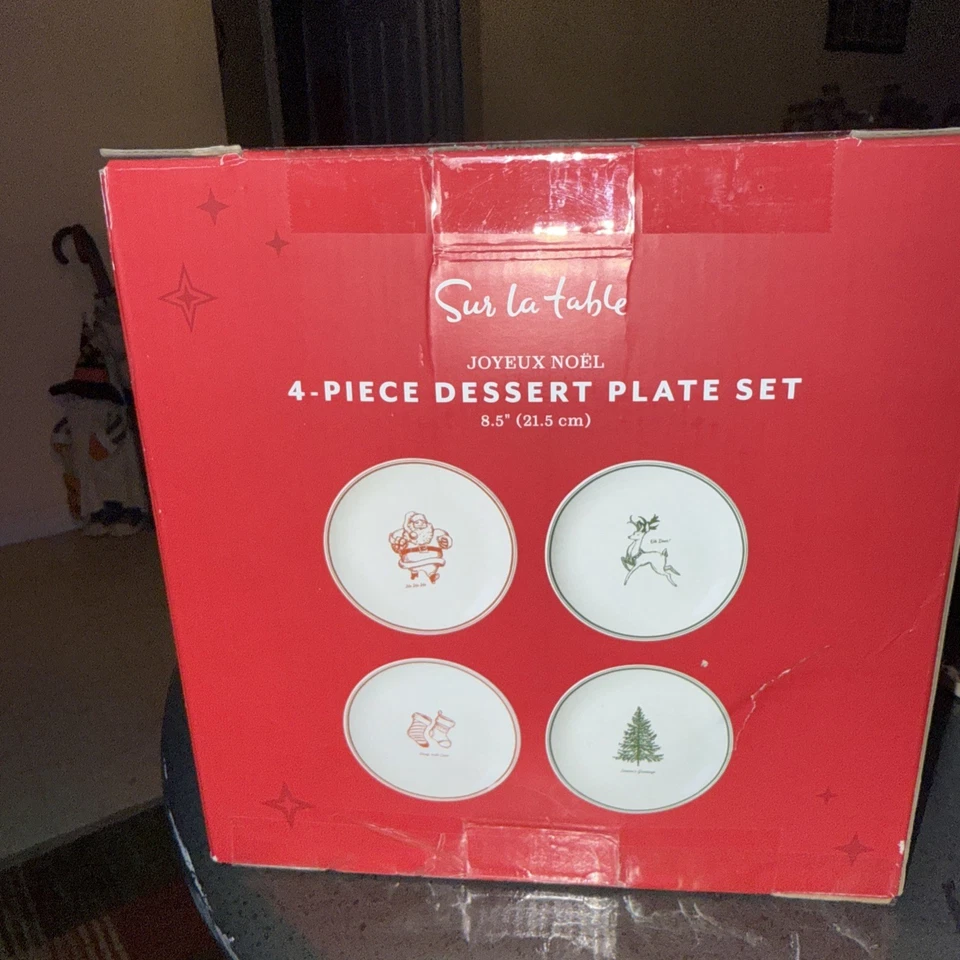 Sur la table
JOYEUX NOËL
4-PIECE DESSERT PLATE SET
8.5" (21.5 cm)